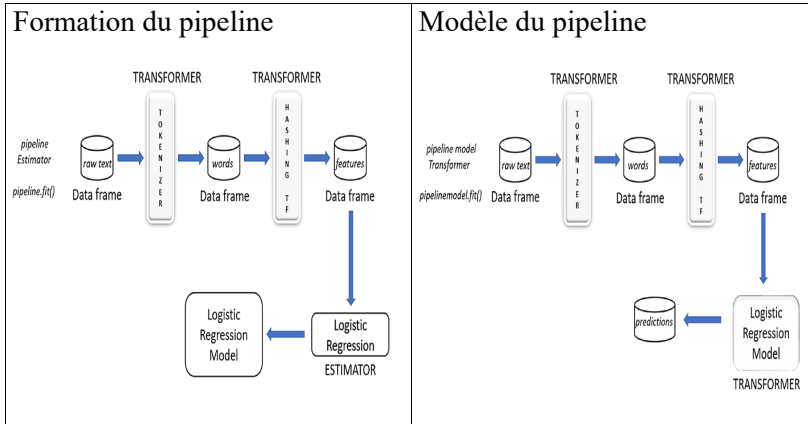 Formation du pipeline
TRANSFORMER
TRANSFORMER
TOKENIZER
HASHING TF
pipeline
Estimator
pipeline.fit()
raw text
words
features
Data frame
Data frame
Data frame
Logistic
Regression
Model
Logistic
Regression
ESTIMATOR
Modèle du pipeline
TRANSFORMER
TRANSFORMER
TOKENIZER
HASHING TF
pipeline model
Transformer
pipelinemodel.fit()
raw text
words
features
Data frame
Data frame
Data frame
predictions
Logistic
Regression
Model
TRANSFORMER